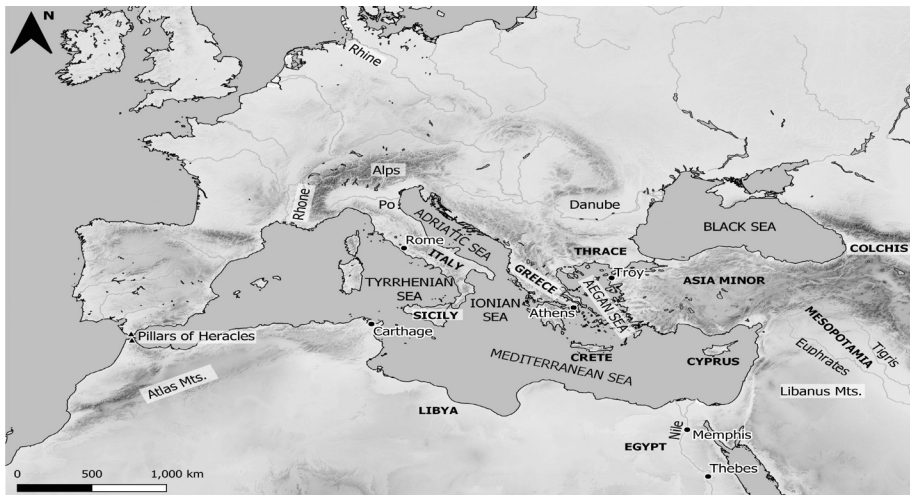 N
Rhine
Alps
Rhone
Po
Danube
ADRIATIC SEA
BLACK SEA
Rome
THRACE
COLCHIS
ITALY
Troy
TYRRHENIAN
SEA
GREECE
ASIA MINOR
AEGAN SEA
IONIAN
SEA
SICILY
Athens
Pillars of Heracles
Carthage
MESOPOTAMIA
Tigris
Euphrates
MEDITERRANEAN SEA
CRETE
CYPRUS
Atlas Mts.
Libanus Mts.
LIBYA
EGYPT
Nile
Memphis
Thebes
0 500 1,000 km